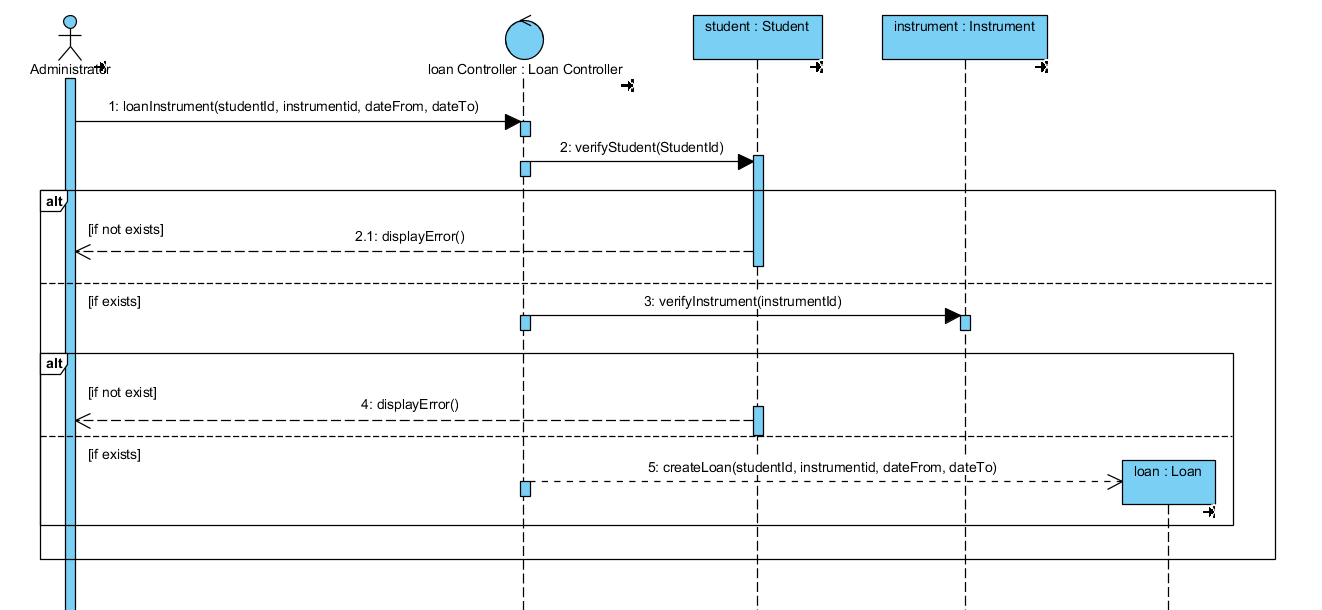 student : Student
instrument : Instrument
Administrator
loan Controller : Loan Controller
1: loanInstrument(studentId, instrumentid, dateFrom, dateTo)
2: verifyStudent(StudentId)
alt
[if not exists]
2.1: displayError()
[if exists]
3: verifyInstrument(instrumentId)
alt
[if not exist]
4: displayError()
[if exists]
5: createLoan(studentId, instrumentid, dateFrom, dateTo)
loan : Loan